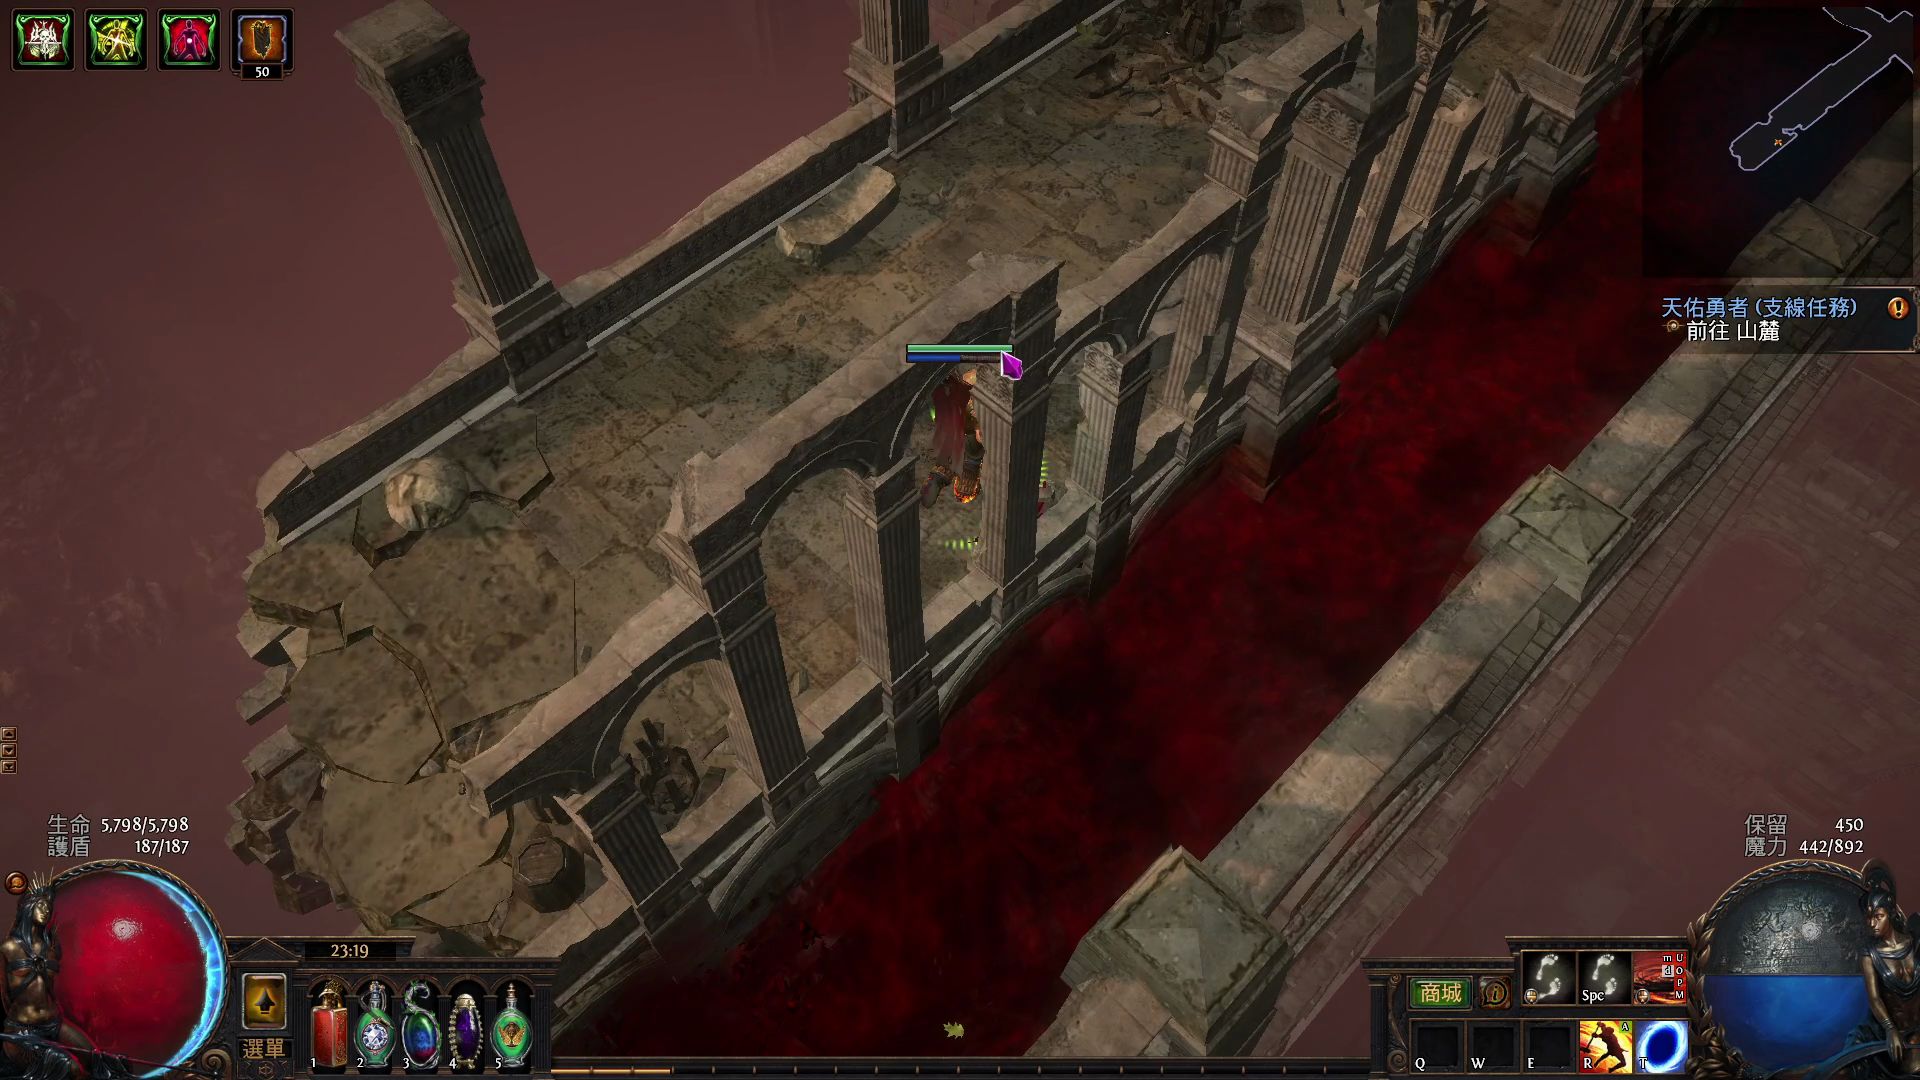 50
天佑勇者 (支線任務)
前往 山麓
生命 5,798/5,798
護盾 187/187
保留 450
魔力 442/892
23:19
選單
1 2 3 4 5
商城
Spc
m U
d O
P
M
A
Q W E R T